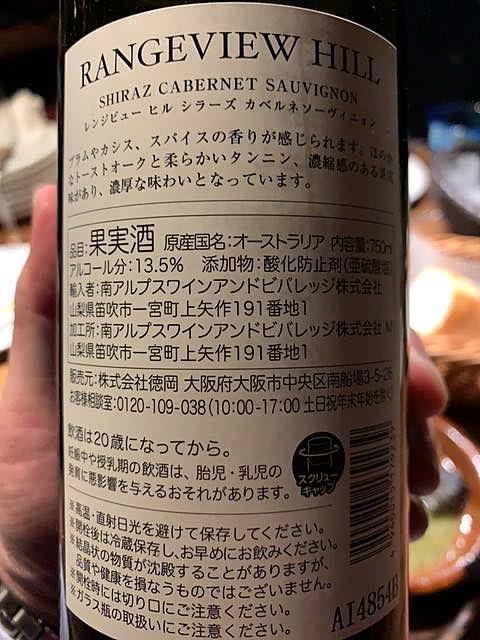 RANGEVIEW HILL
SHIRAZ CABERNET SAUVIGNON
レンジビュー ヒル シラーズ カベルネソーヴィニョン
プラムやカシス、スパイスの香りが感じられます。ほのか
なトーストオークと柔らかいタンニン、濃縮感のある果実
味があり、濃厚な味わいとなっています。
品目:果実酒 原産国名:オーストラリア 内容量:750ml
アルコール分:13.5% 添加物:酸化防止剤(亜硫酸塩)
輸入者:南アルプスワインアンドビバレッジ株式会社
山梨県笛吹市一宮町上矢作191番地1
加工所:南アルプスワインアンドビバレッジ株式会社 M
山梨県笛吹市一宮町上矢作191番地1
販売元:株式会社徳岡 大阪府大阪市中央区南船場3-5-26
お客様相談室:0120-109-038(10:00-17:00 土日祝年末年始を除く)
飲酒は20歳になってから。
妊娠中や授乳期の飲酒は、胎児・乳児の
発育に悪影響を与えるおそれがあります。
スクリュー
キャップ
※高温・直射日光を避けて保存してください。
※開栓後は冷蔵保存し、お早めにお飲みください。
※結晶状の物質が沈殿することがありますが、
品質や健康を損なうものではございません。
※開栓時には切り口にご注意ください。
※ガラス瓶の取扱いにご注意ください。
AI4854B